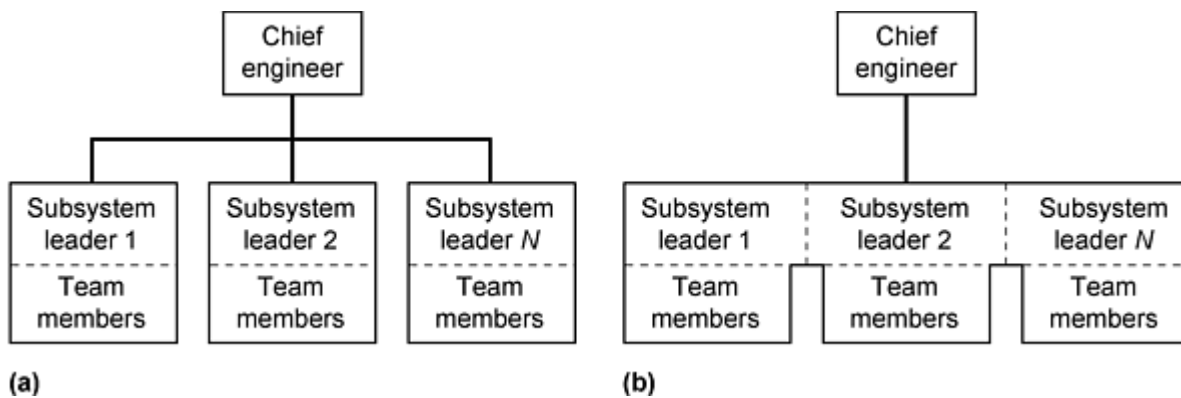 Chief
engineer
Subsystem
leader 1
Team
members
Subsystem
leader 2
Team
members
Subsystem
leader N
Team
members
(a)
Chief
engineer
Subsystem
leader 1
Team
members
Subsystem
leader 2
Team
members
Subsystem
leader N
Team
members
(b)